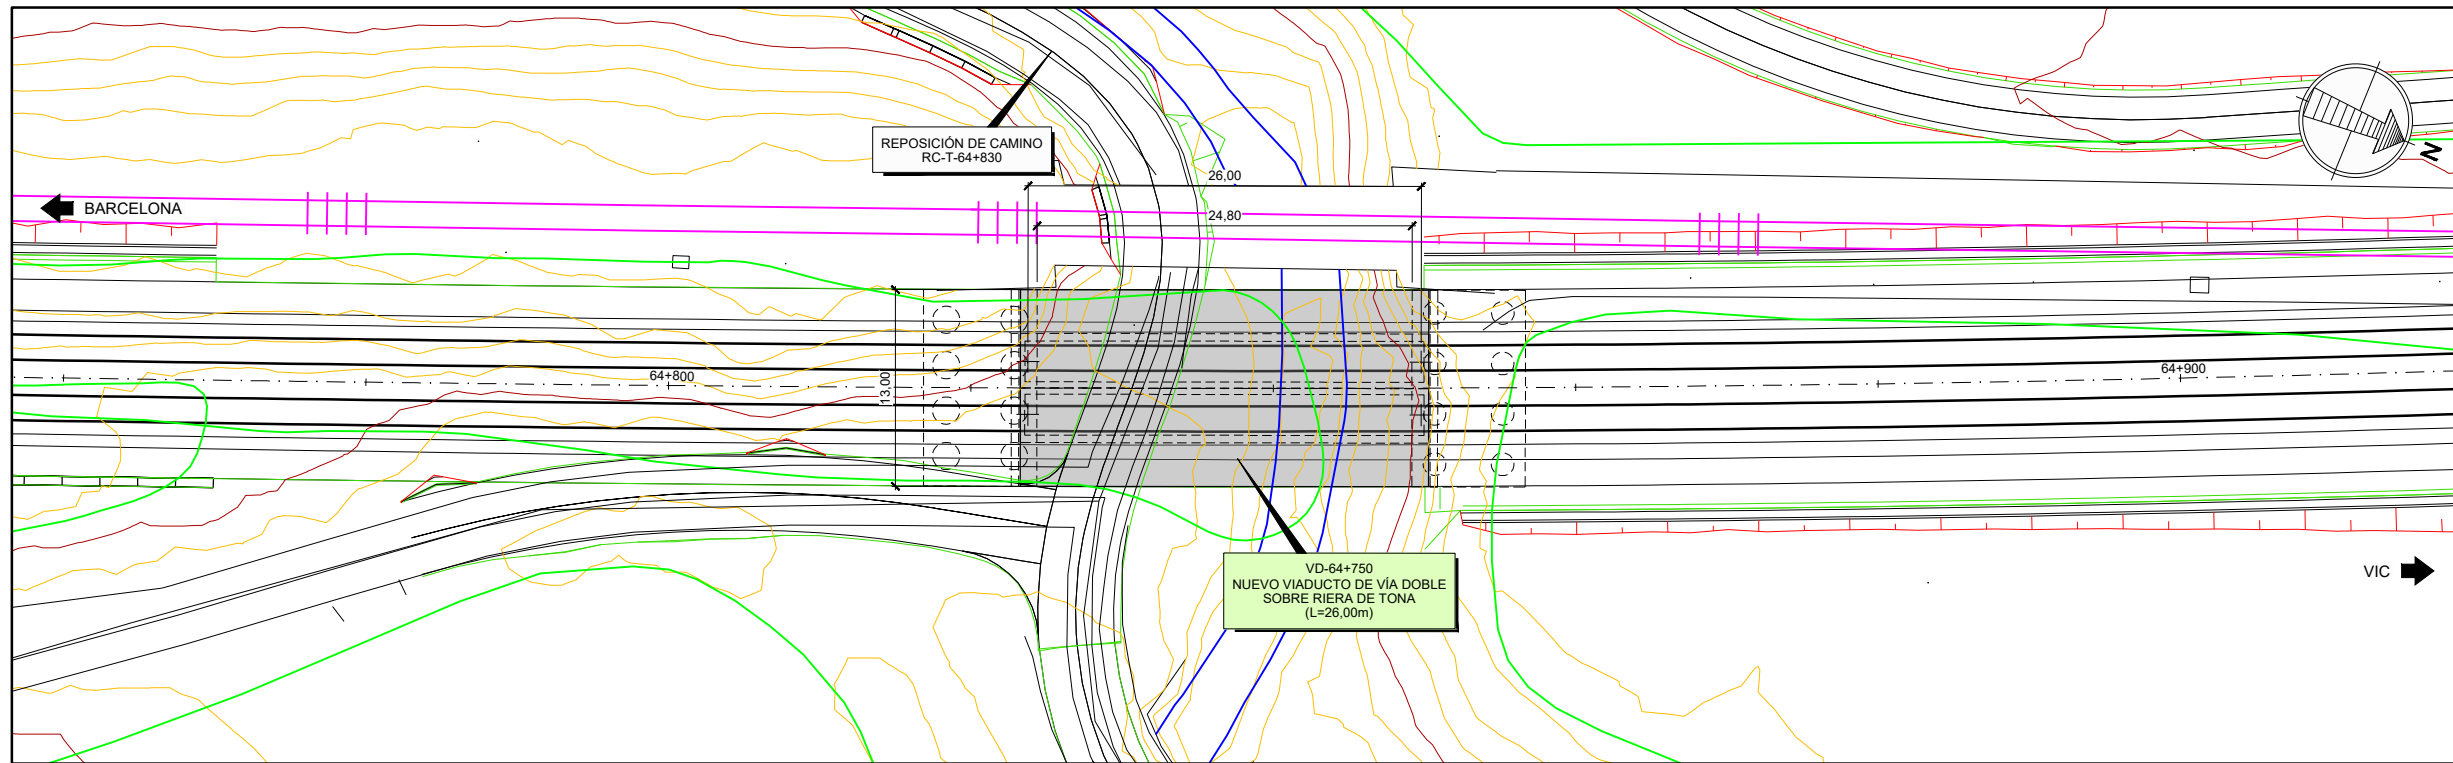 REPOSICIÓN DE CAMINO
RC-T-64+830
26,00
N
BARCELONA
24,80
64+800
13,00
64+900
VD-64+750
NUEVO VIADUCTO DE VÍA DOBLE
SOBRE RIERA DE TONA
(L=26,00m)
VIC